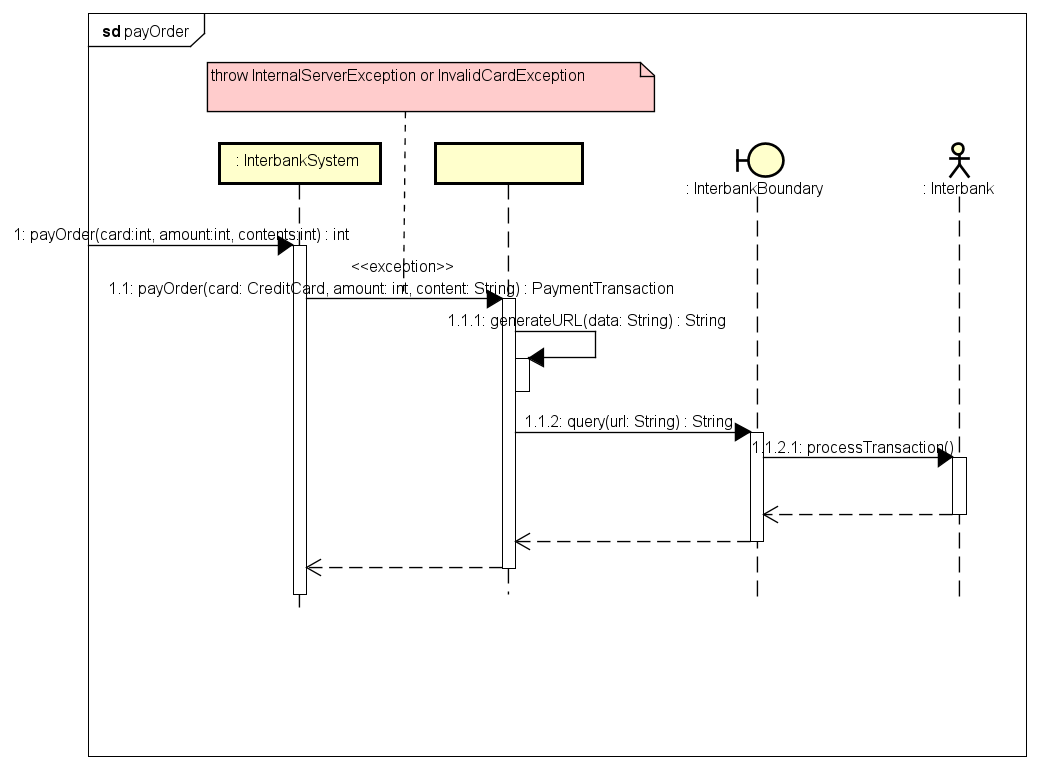 sd payOrder
throw InternalServerException or InvalidCardException
: InterbankSystem
: InterbankBoundary
: Interbank
1: payOrder(card:int, amount:int, contents:int) : int
<<exception>>
1.1: payOrder(card: CreditCard, amount: int, content: String) : PaymentTransaction
1.1.1: generateURL(data: String) : String
1.1.2: query(url: String) : String
1.1.2.1: processTransaction()